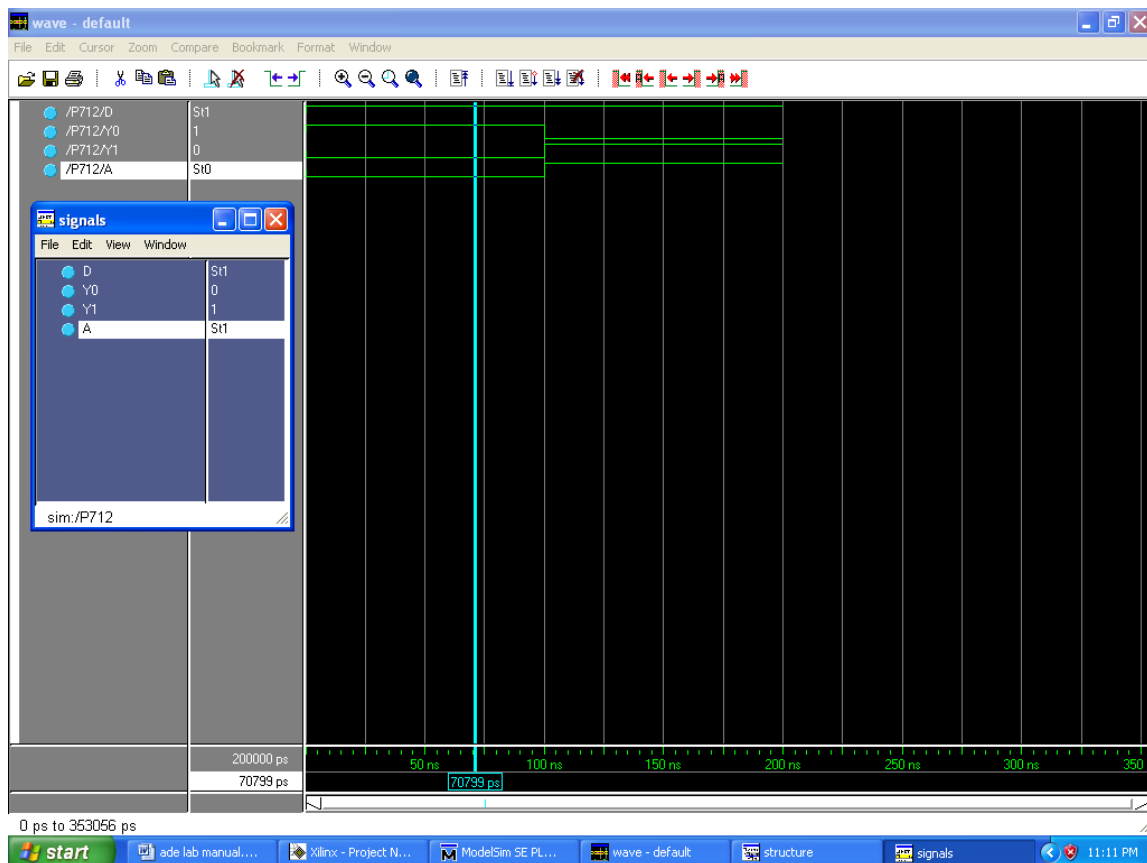 wave - default
File Edit Cursor Zoom Compare Bookmark Format Window
/P712/D St1
/P712/Y0 1
/P712/Y1 0
/P712/A St0
signals
File Edit View Window
D St1
Y0 0
Y1 1
A St1
sim:/P712
200000 ps 50 ns 100 ns 150 ns 200 ns 250 ns 300 ns 350
70799 ps 70799 ps
0 ps to 353056 ps
start ade lab manual.... Xilinx - Project N... ModelSim SE PL... wave - default structure signals 11:11 PM